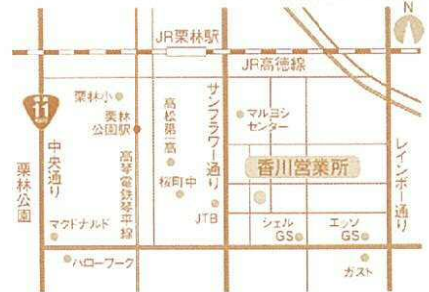 N
JR栗林駅
JR高徳線
11
栗林小
栗林
公園駅
高松第一高
サンフラワー通り
マルヨシ
センター
中央通り
栗林公園
高琴電鉄琴平線
桜町中
香川営業所
レインボー通り
マクドナルド
JTB
シェル
GS
エッソ
GS
ハローワーク
ガスト